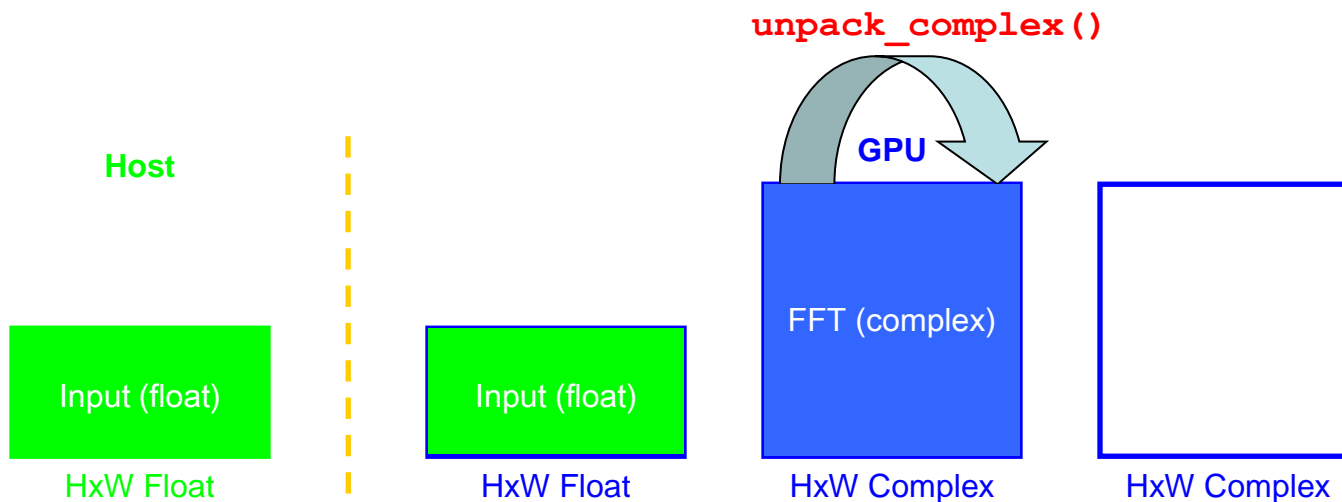 unpack_complex()
Host
GPU
FFT (complex)
Input (float)
Input (float)
HxW Float
HxW Float
HxW Complex
HxW Complex